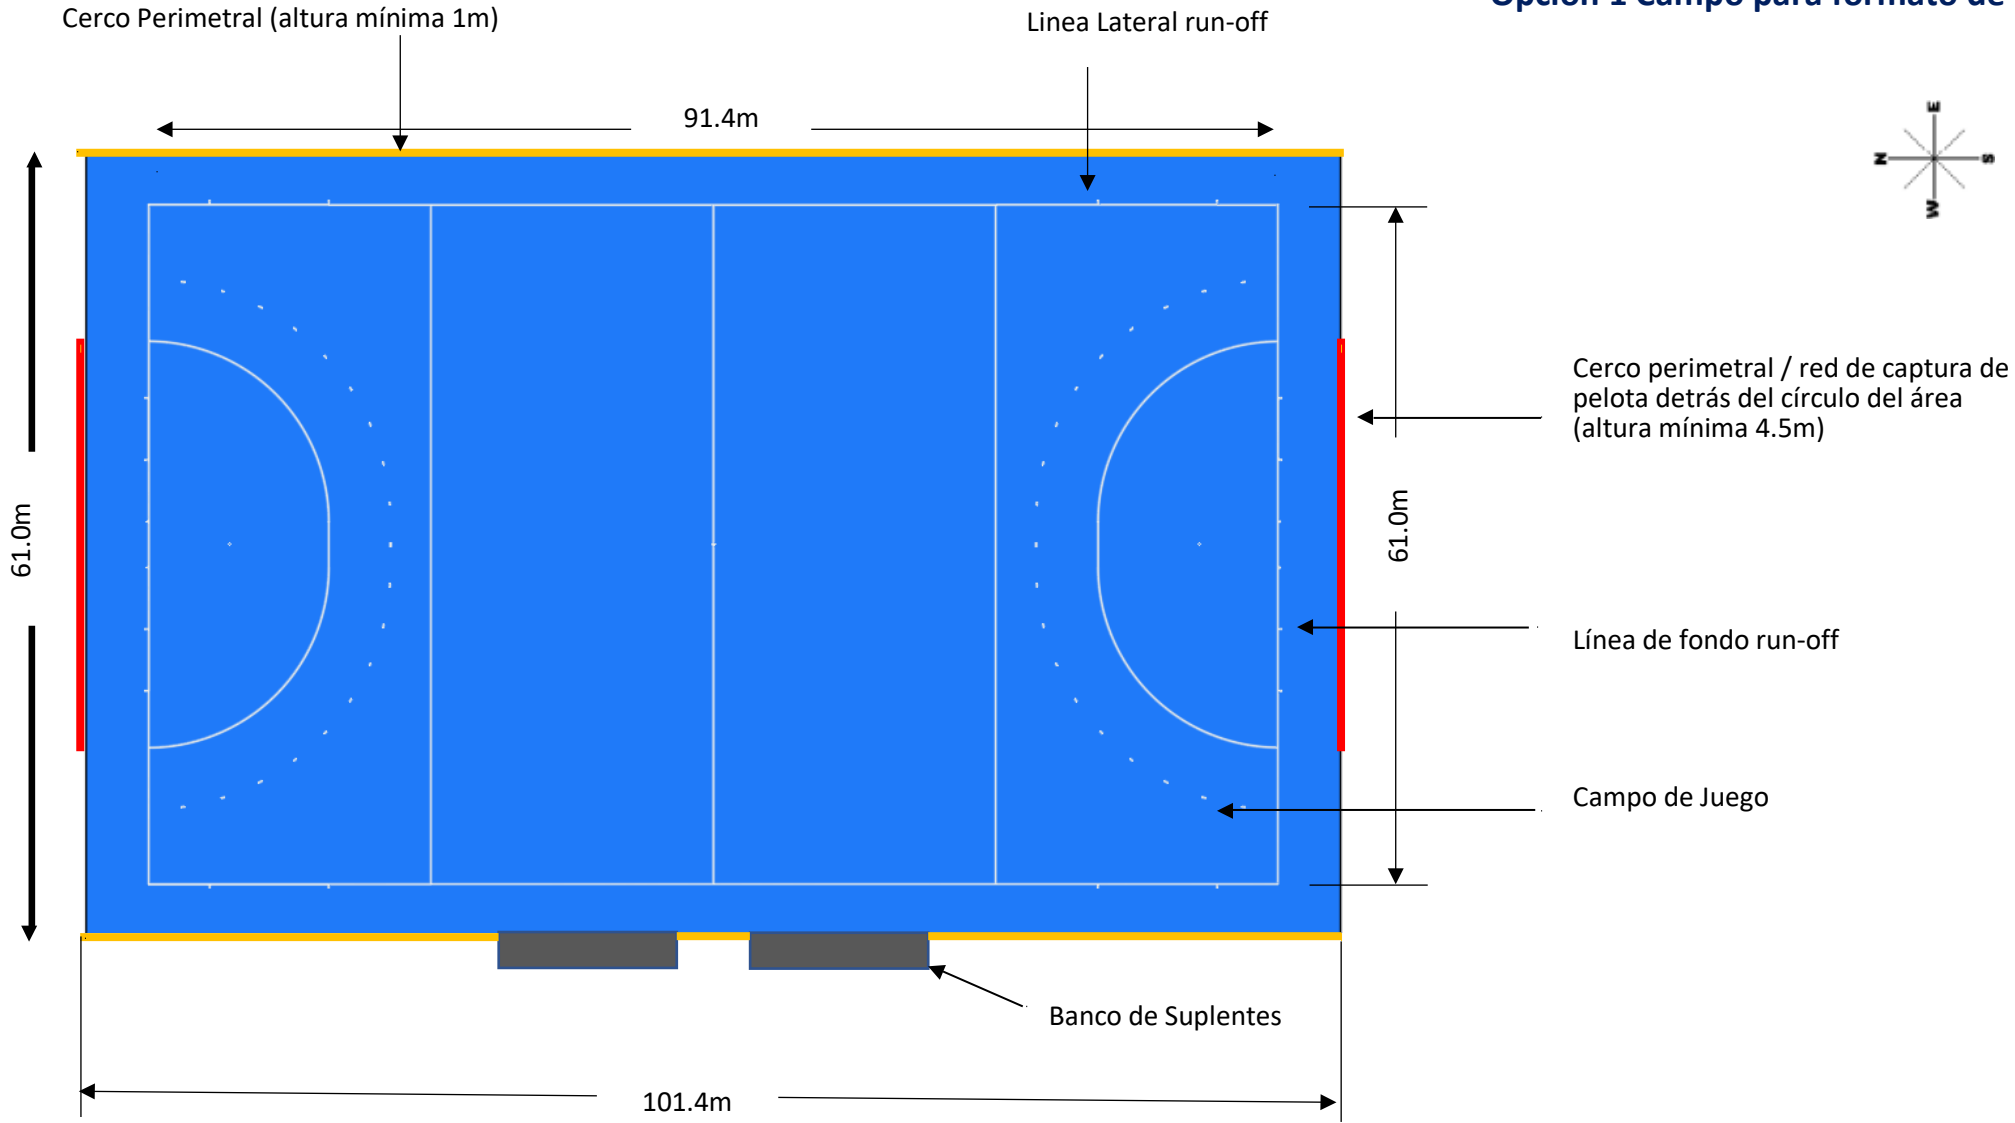 Opción 1 Campo para formato de
Cerco Perimetral (altura mínima 1m)
Linea Lateral run-off
91.4m
E
N
S
W
61.0m
61.0m
Cerco perimetral / red de captura de
pelota detrás del círculo del área
(altura mínima 4.5m)
Línea de fondo run-off
Campo de Juego
Banco de Suplentes
101.4m